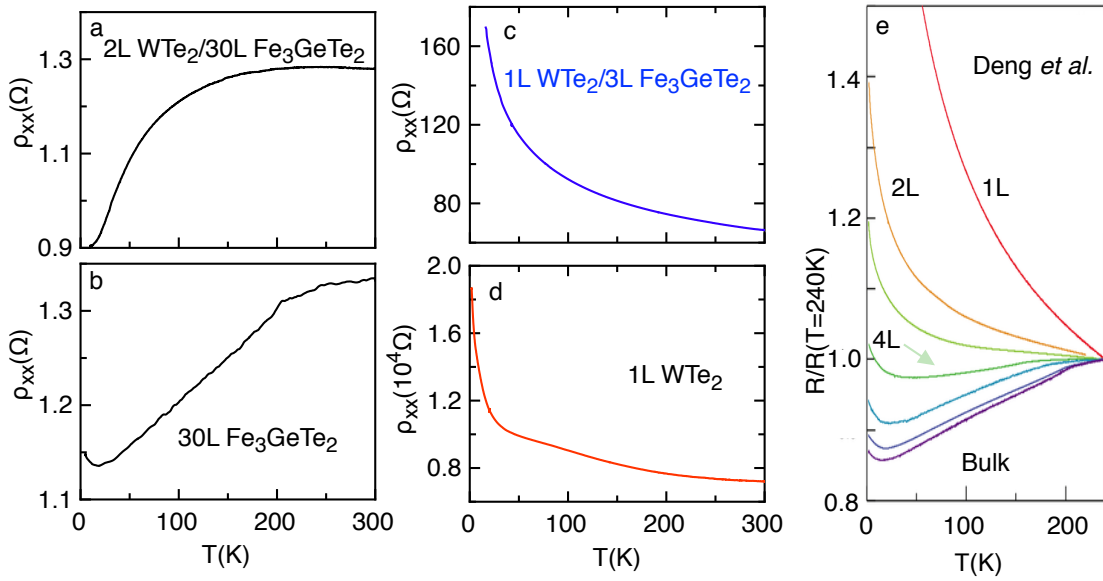 a
2L WTe₂/30L Fe₃GeTe₂
ρxx(Ω)
1.3
1.1
0.9
b
30L Fe₃GeTe₂
ρxx(Ω)
1.3
1.2
1.1
0
100
200
300
T(K)
c
1L WTe₂/3L Fe₃GeTe₂
ρxx(Ω)
160
120
80
d
1L WTe₂
ρxx(10⁴Ω)
2.0
1.6
1.2
0.8
0
100
200
300
T(K)
e
Deng et al.
2L
1L
4L
Bulk
R/R(T=240K)
1.4
1.2
1.0
0.8
0
100
200
T(K)